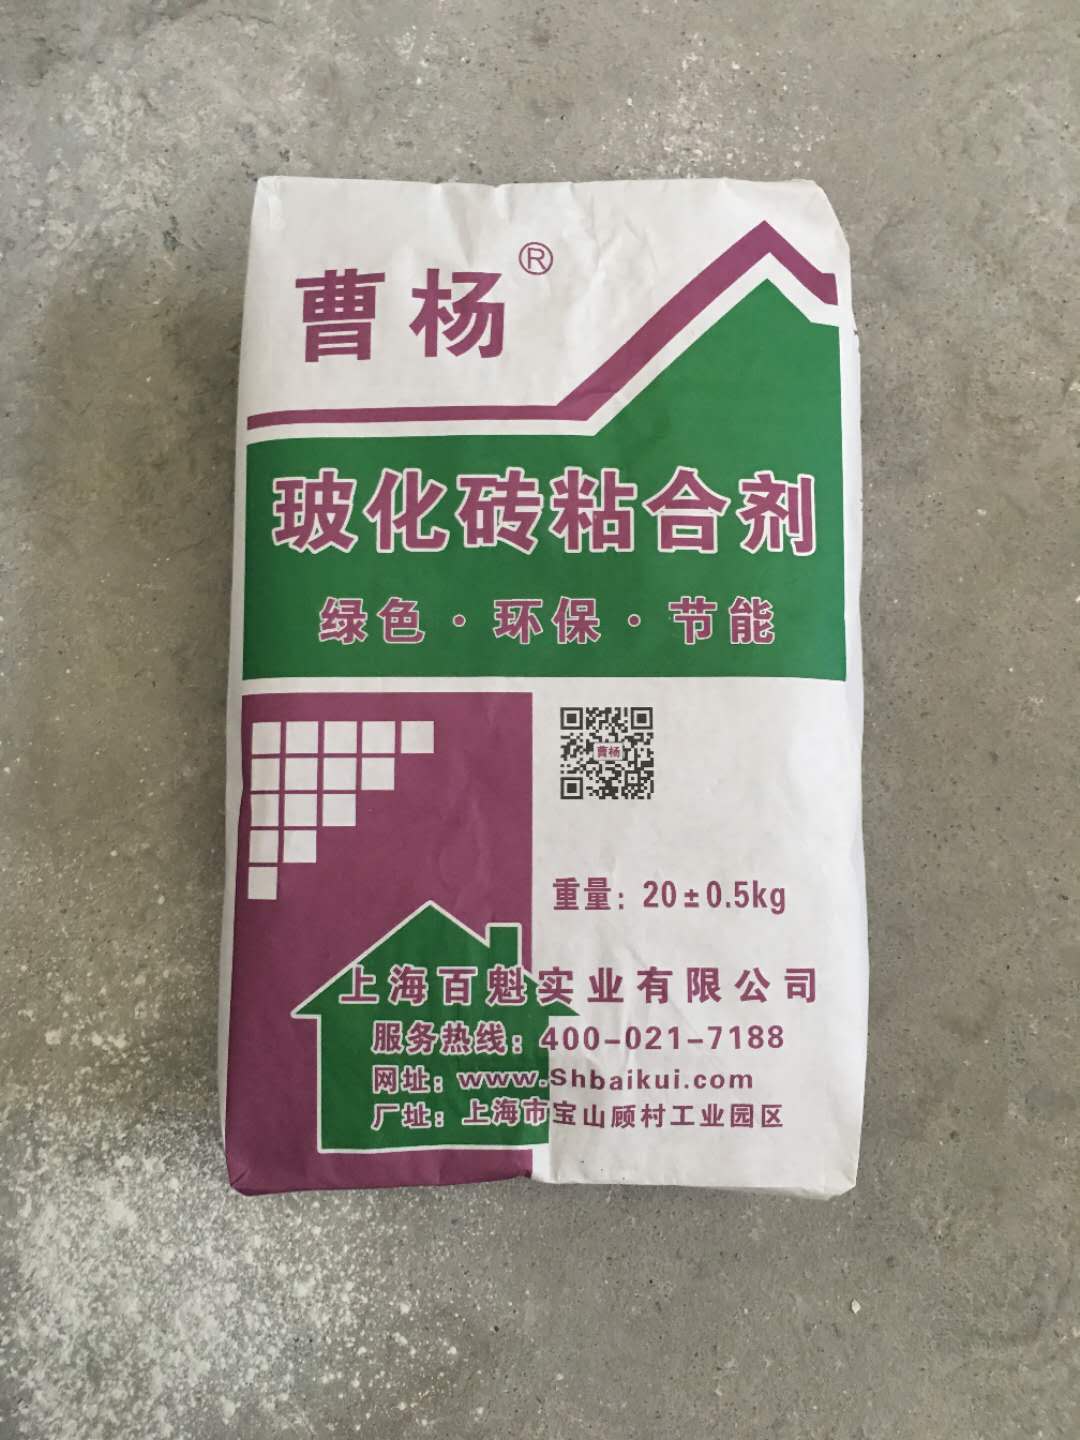 曹杨®
玻化砖粘合剂
绿色·环保·节能
曹杨
重量：20±0.5kg
上海百魁实业有限公司
服务热线：400-021-7188
网址：www.Shbaikui.com
厂址：上海市宝山顾村工业园区